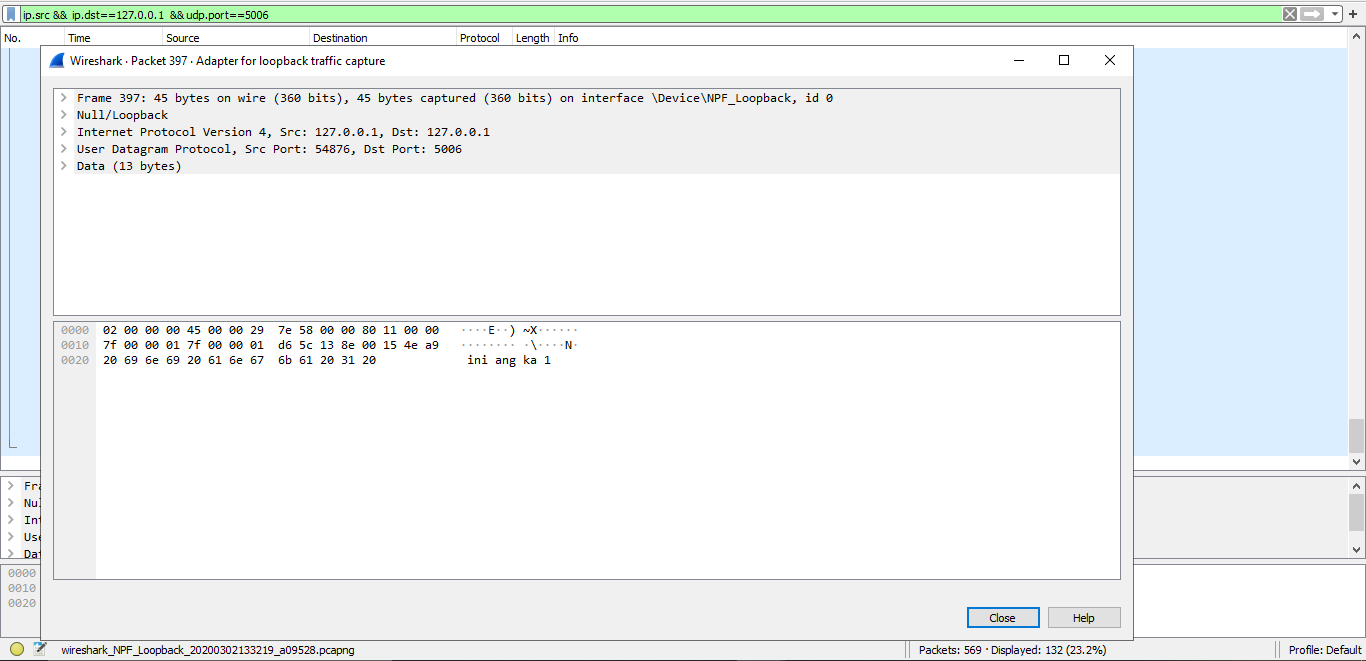 ip.src && ip.dst==127.0.0.1 &&udp.port==5006
No. Time Source Destination Protocol Length Info
Wireshark · Packet 397 · Adapter for loopback traffic capture
Frame 397: 45 bytes on wire (360 bits), 45 bytes captured (360 bits) on interface \Device\NPF_Loopback, id 0
Null/Loopback
Internet Protocol Version 4, Src: 127.0.0.1, Dst: 127.0.0.1
User Datagram Protocol, Src Port: 54876, Dst Port: 5006
Data (13 bytes)
0000 02 00 00 00 45 00 00 29 7e 58 00 00 80 11 00 00 ····E··) ~X······
0010 7f 00 00 01 7f 00 00 01 d6 5c 13 8e 00 15 4e a9 ········ ·\····N·
0020 20 69 6e 69 20 61 6e 67 6b 61 20 31 20 ini ang ka 1
Fra
Nul
Int
Use
Dat
0000
0010
0020
Close Help
wireshark_NPF_Loopback_20200302133219_a09528.pcapng Packets: 569 · Displayed: 132 (23.2%) Profile: Default